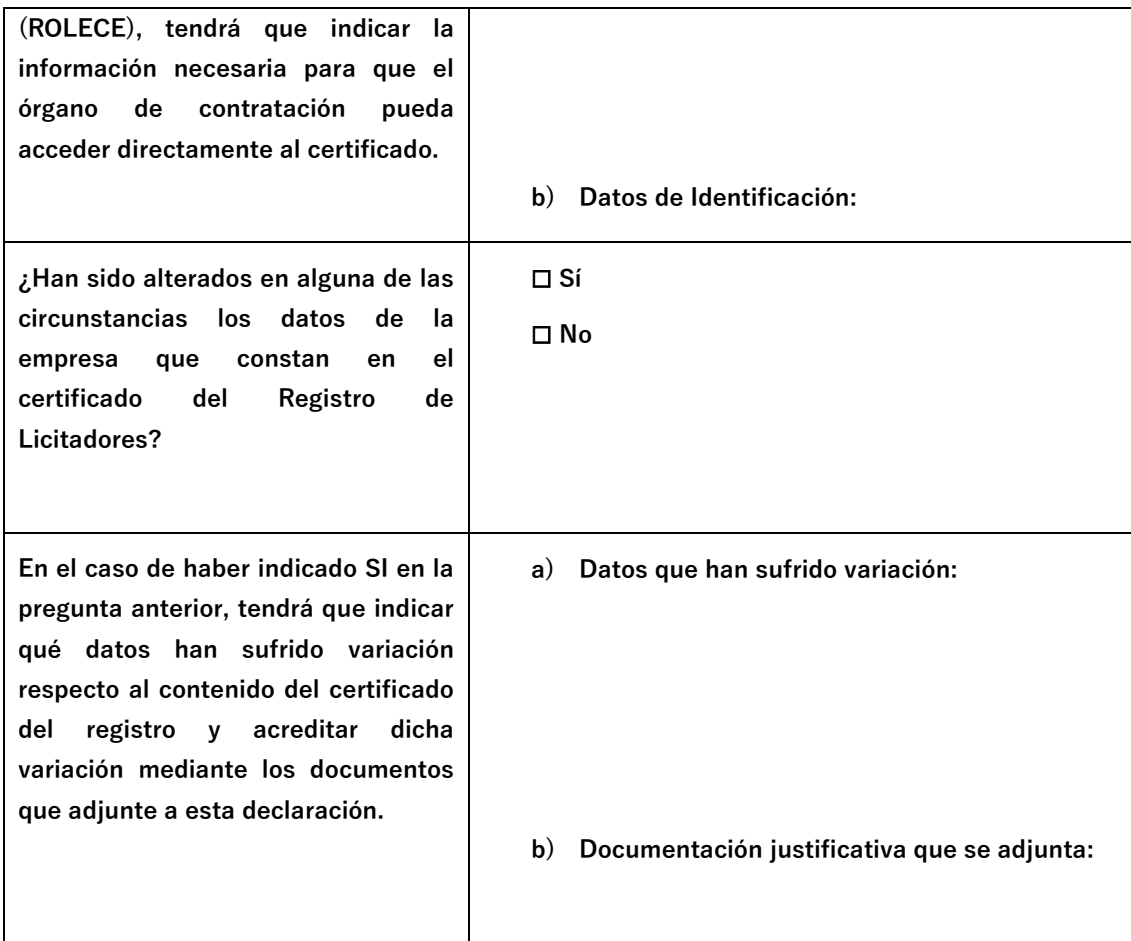 (ROLECE), tendrá que indicar la
información necesaria para que el
órgano de contratación pueda
acceder directamente al certificado.
b) Datos de Identificación:
¿Han sido alterados en alguna de las
circunstancias los datos de la
empresa que constan en el
certificado del Registro de
Licitadores?
☐ Sí
☐ No
En el caso de haber indicado SI en la
pregunta anterior, tendrá que indicar
qué datos han sufrido variación
respecto al contenido del certificado
del registro y acreditar dicha
variación mediante los documentos
que adjunte a esta declaración.
a) Datos que han sufrido variación:
b) Documentación justificativa que se adjunta: